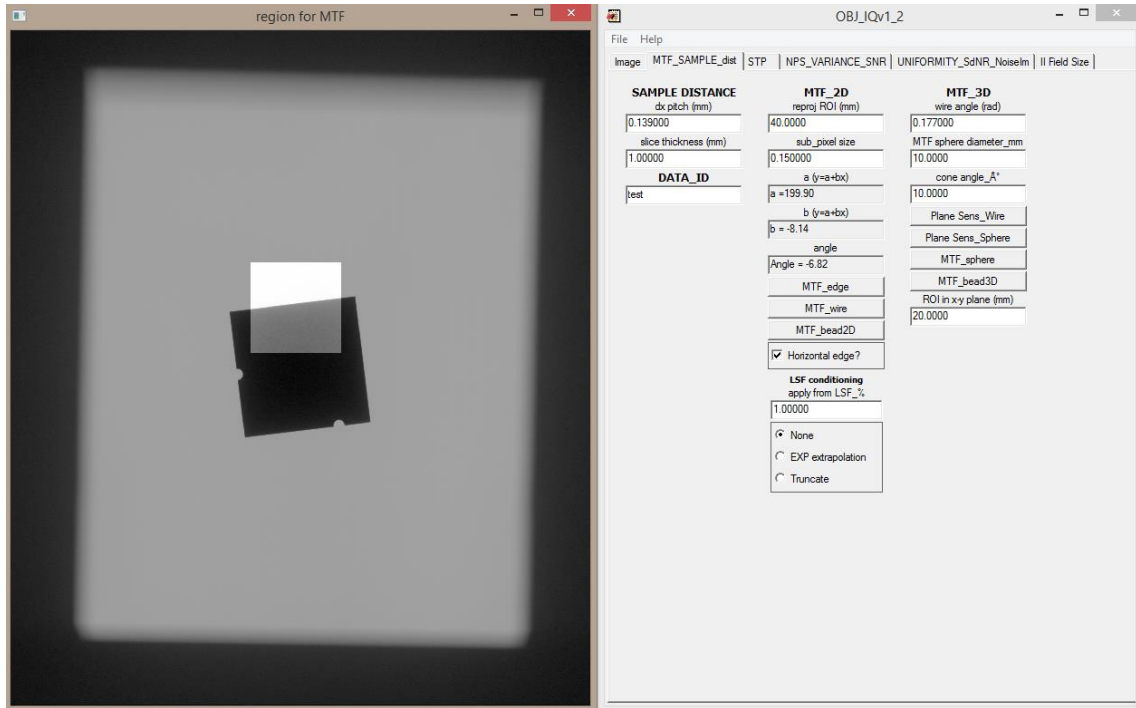 region for MTF
OBJ_IQv1_2
File Help
Image MTF_SAMPLE_dist STP NPS_VARIANCE_SNR UNIFORMITY_SdNR_NoiseIm II Field Size
SAMPLE DISTANCE
dx pitch (mm)
0.139000
slice thickness (mm)
1.00000
DATA_ID
test
MTF_2D
reproj ROI (mm)
40.0000
sub_pixel size
0.150000
a (y=a+bx)
a =199.90
b (y=a+bx)
b = -8.14
angle
Angle = -6.82
MTF_edge
MTF_wire
MTF_bead2D
Horizontal edge?
LSF conditioning
apply from LSF_%
1.00000
None
EXP extrapolation
Truncate
MTF_3D
wire angle (rad)
0.177000
MTF sphere diameter_mm
10.0000
cone angle_Å°
10.0000
Plane Sens_Wire
Plane Sens_Sphere
MTF_sphere
MTF_bead3D
ROI in x-y plane (mm)
20.0000